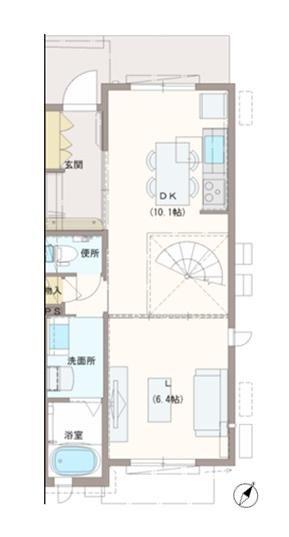 玄関
DK
(10.1帖)
便所
物入
PS
洗面所
L
(6.4帖)
浴室